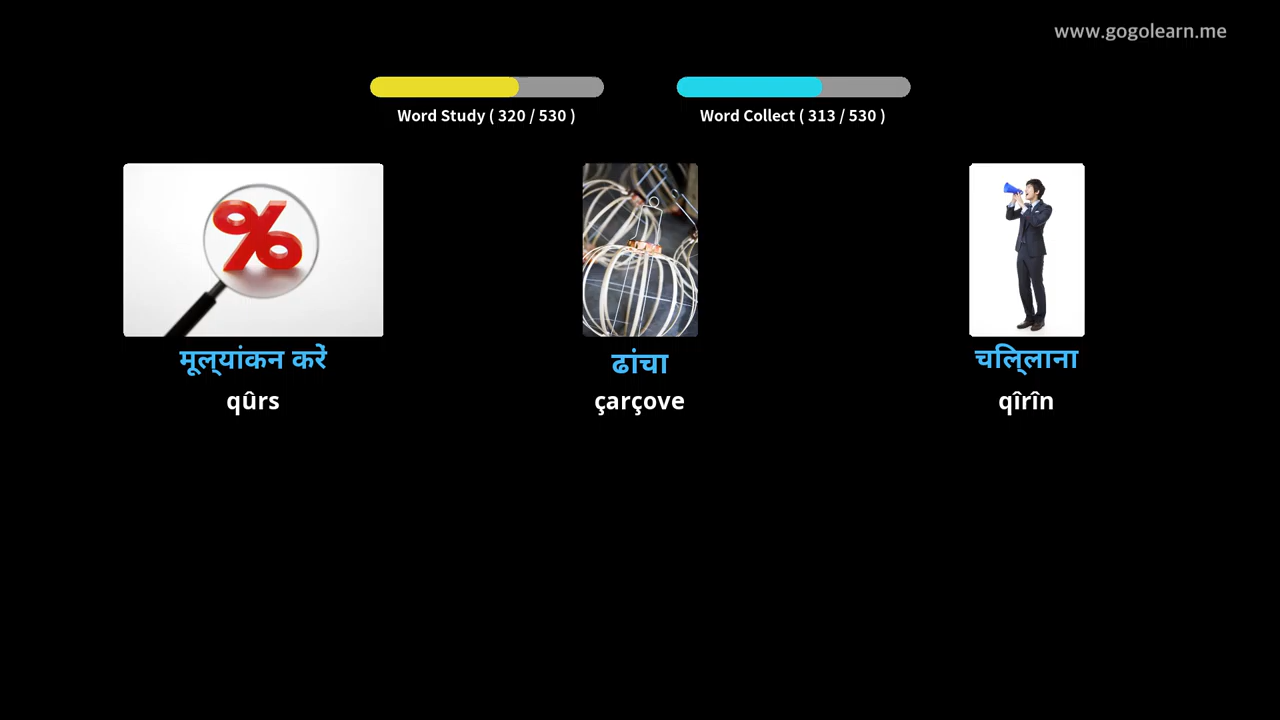 www.gogolearn.me
Word Study ( 320 / 530 )
Word Collect ( 313 / 530 )
मूल्यांकन करें
ढांचा
चिल्लाना
qûrs
çarçove
qîrîn